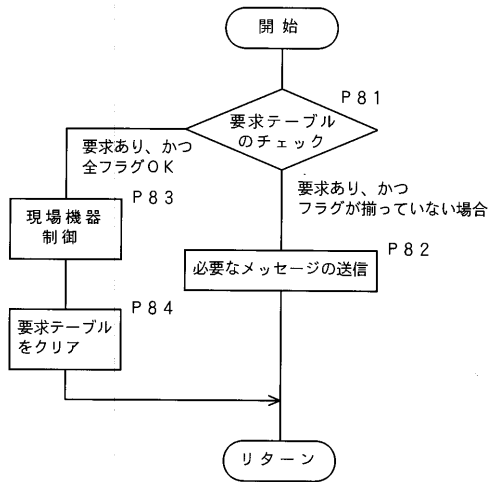 開始
P81
要求テーブル
のチェック
要求あり、かつ
全フラグOK
要求あり、かつ
フラグが揃っていない場合
P83
現場機器
制御
P82
必要なメッセージの送信
P84
要求テーブル
をクリア
リターン